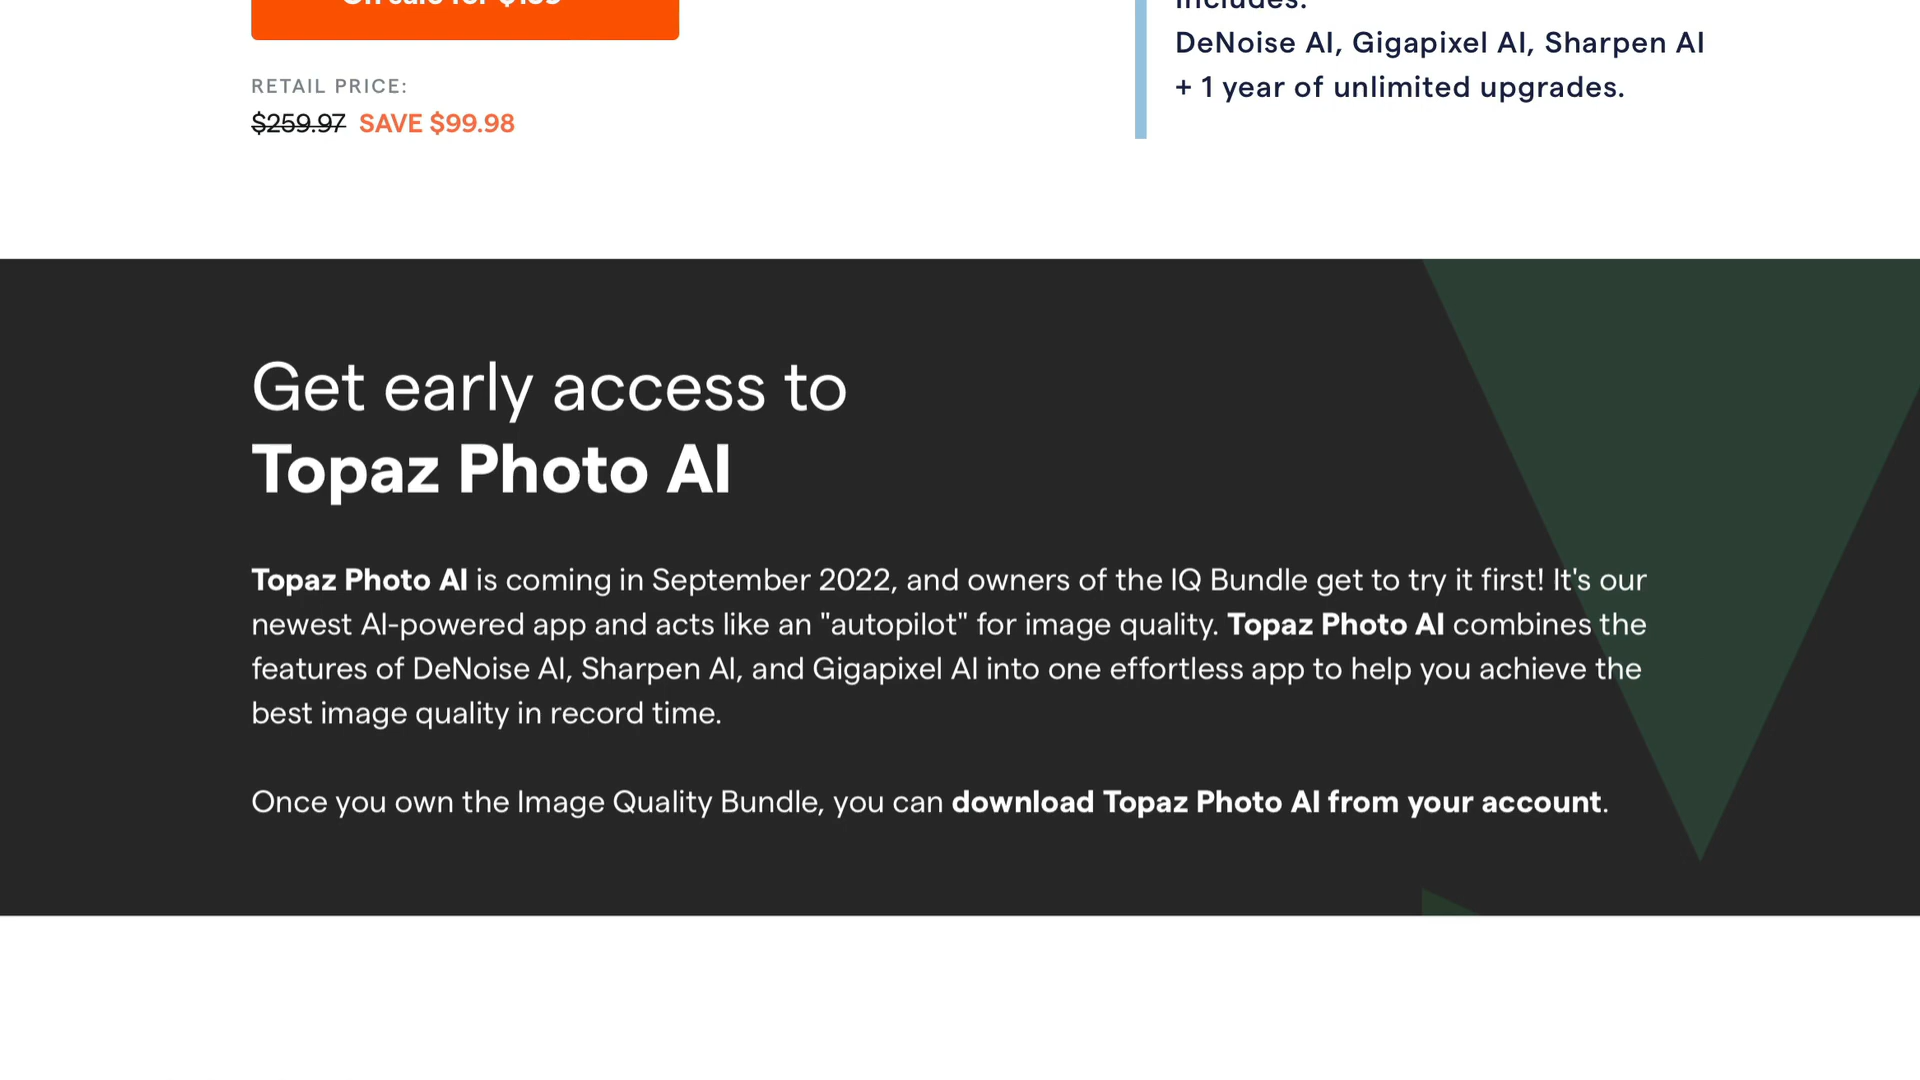 RETAIL PRICE:
$259.97 SAVE $99.98
DeNoise AI, Gigapixel AI, Sharpen AI
+ 1 year of unlimited upgrades.
Get early access to
Topaz Photo AI
Topaz Photo AI is coming in September 2022, and owners of the IQ Bundle get to try it first! It's our
newest AI-powered app and acts like an "autopilot" for image quality. Topaz Photo AI combines the
features of DeNoise AI, Sharpen AI, and Gigapixel AI into one effortless app to help you achieve the
best image quality in record time.
Once you own the Image Quality Bundle, you can download Topaz Photo AI from your account.